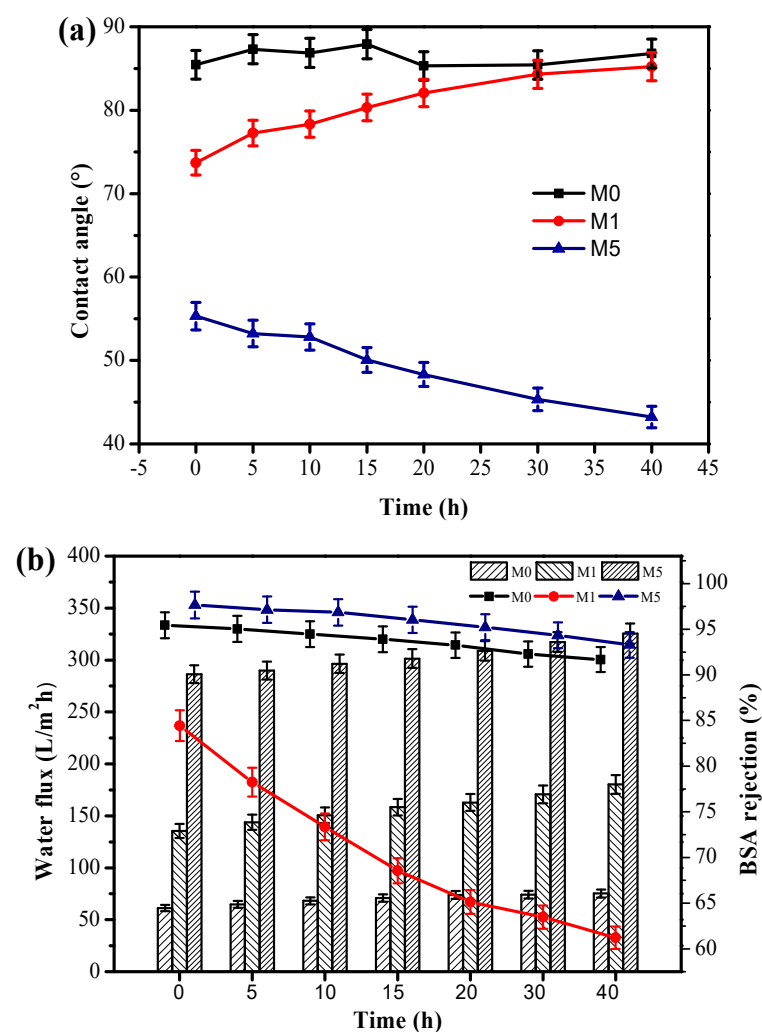 (a)
90
80
70
60
50
40
Contact angle (°)
M0
M1
M5
-5 0 5 10 15 20 25 30 35 40 45
Time (h)
(b)
400
350
300
250
200
150
100
50
0
Water flux (L/m²h)
M0 M1 M5
M0 M1 M5
100
95
90
85
80
75
70
65
60
BSA rejection (%)
0 5 10 15 20 30 40
Time (h)